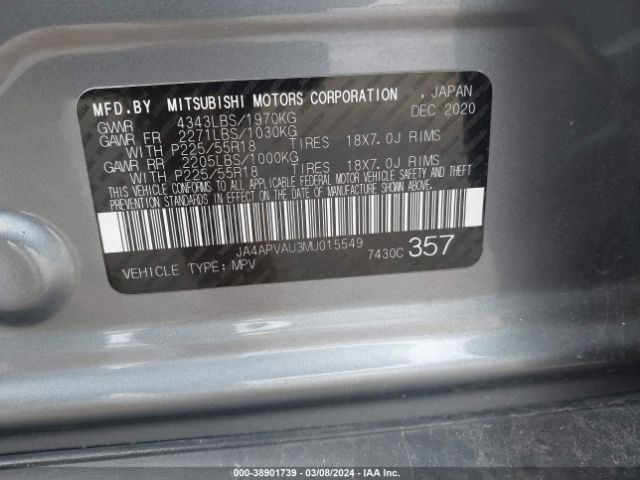 MFD.BY MITSUBISHI MOTORS CORPORATION , JAPAN
GVWR 4343LBS/1970KG DEC 2020
GAWR FR 2271LBS/1030KG
WITH P225/55R18 TIRES 18X7.0J RIMS
GAWR RR 2205LBS/1000KG
WITH P225/55R18 TIRES 18X7.0J RIMS
THIS VEHICLE CONFORMS TO ALL APPLICABLE FEDERAL MOTOR VEHICLE SAFETY AND THEFT
PREVENTION STANDARDS IN EFFECT ON THE DATE OF MANUFACTURE SHOWN ABOVE.
JA4APVAU3MU015549
7430C 357
VEHICLE TYPE: MPV
000-38901739 - 03/08/2024 - IAA Inc.